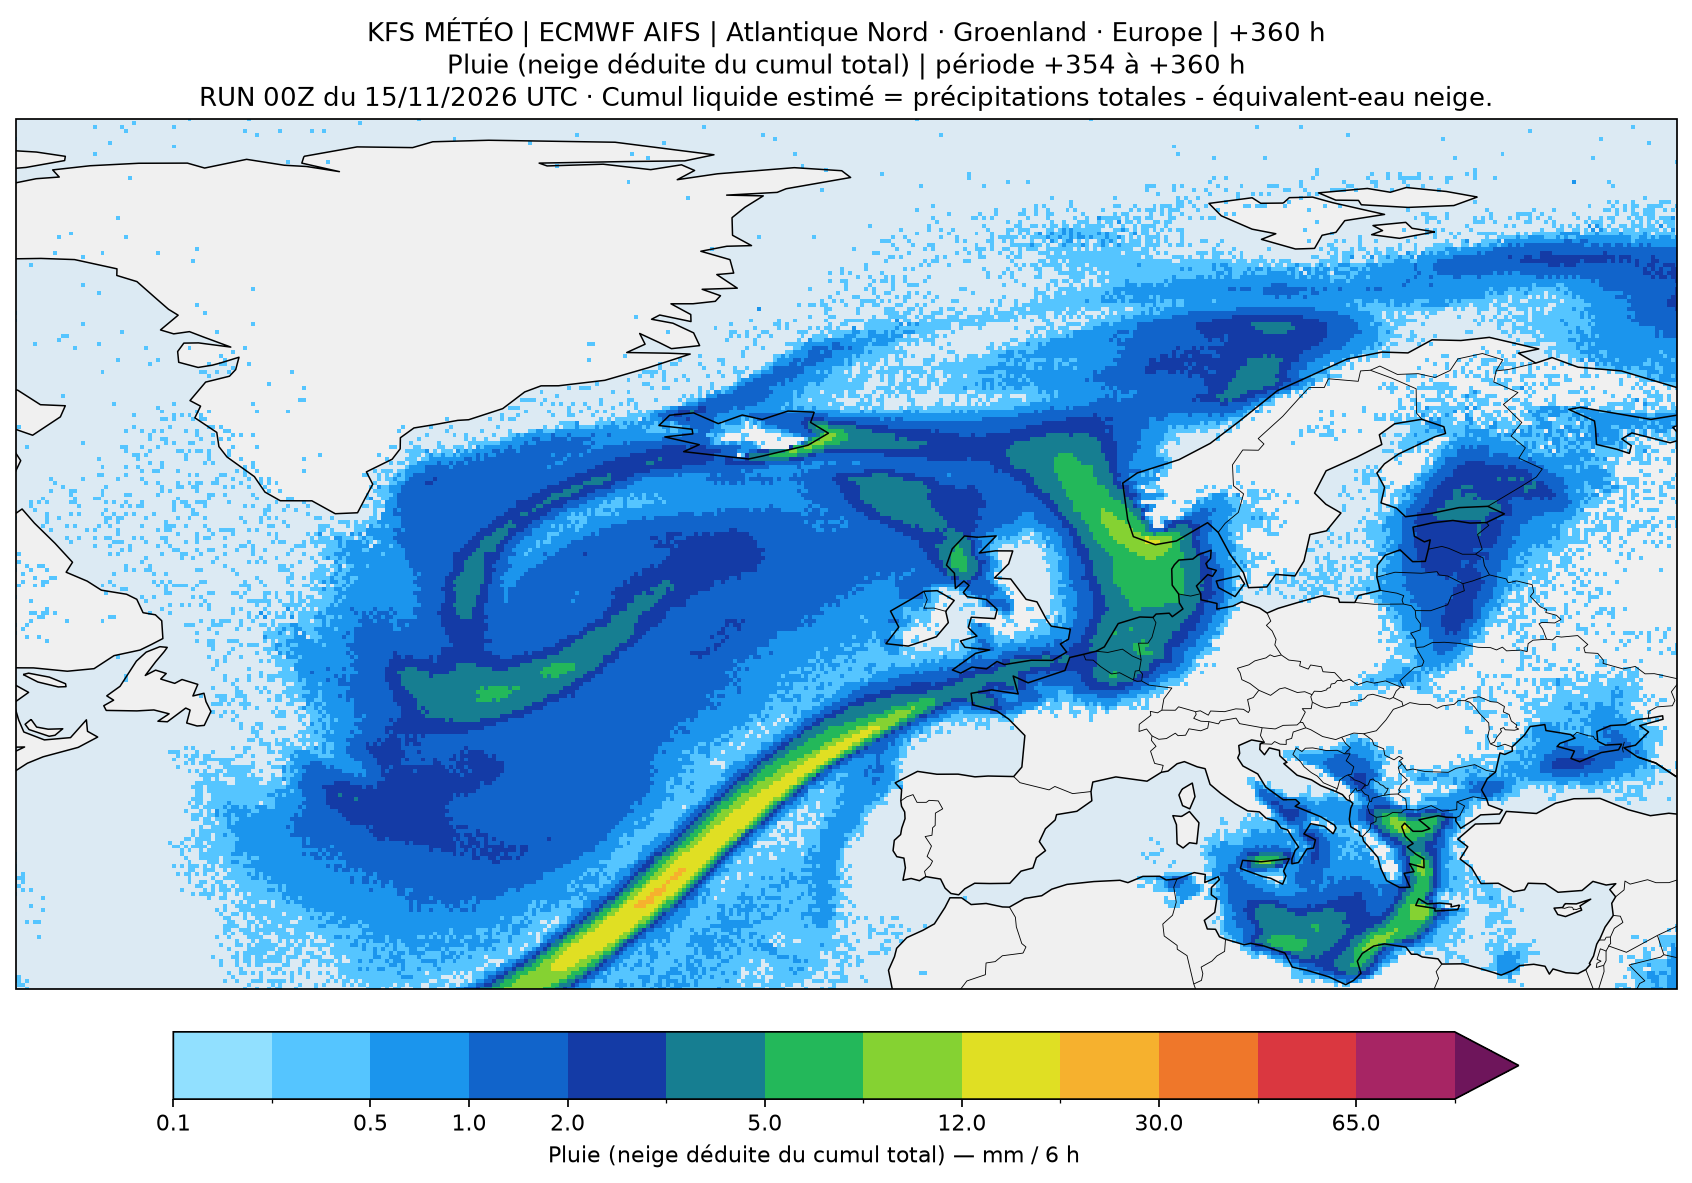 KFS MÉTÉO | ECMWF AIFS | Atlantique Nord · Groenland · Europe | +360 h
Pluie (neige déduite du cumul total) | période +354 à +360 h
RUN 00Z du 15/11/2026 UTC · Cumul liquide estimé = précipitations totales - équivalent-eau neige.
0.1 0.5 1.0 2.0 5.0 12.0 30.0 65.0
Pluie (neige déduite du cumul total) — mm / 6 h